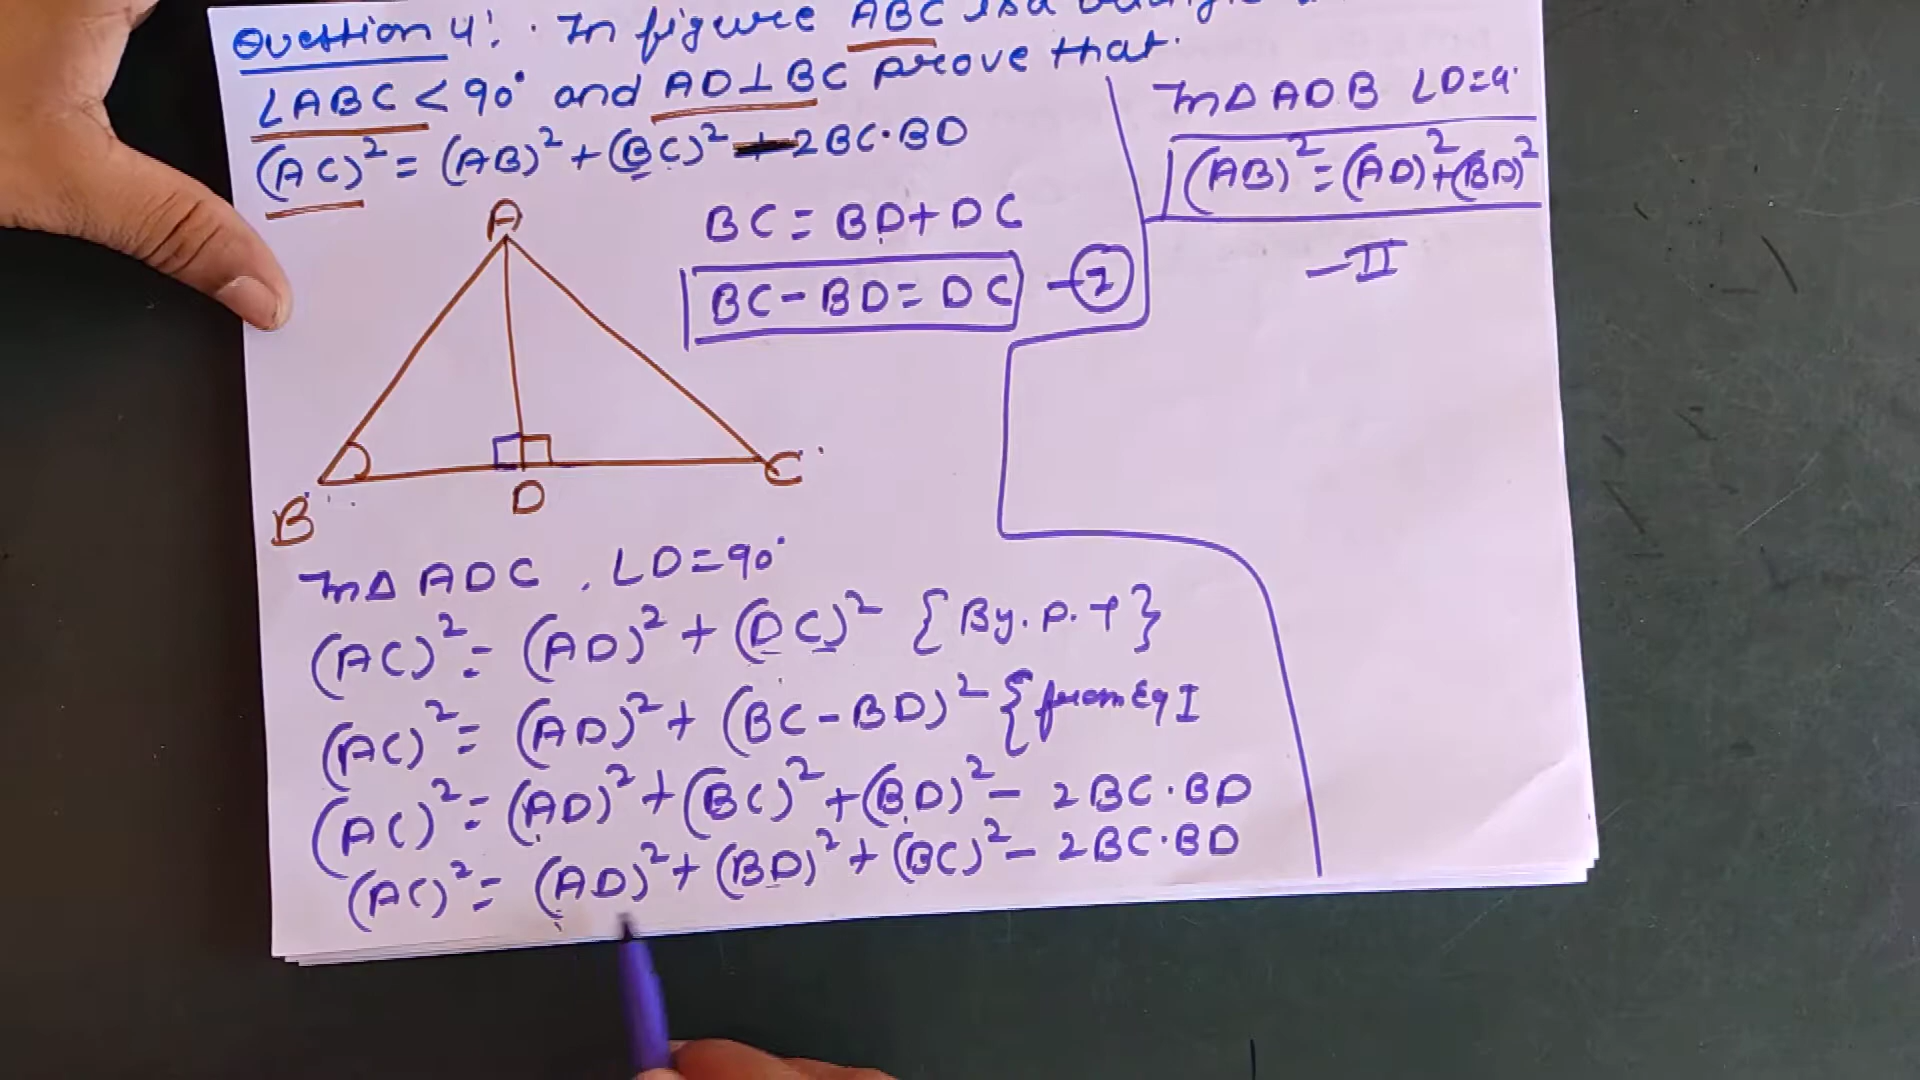 Question 4: In figure ABC is a
∠ABC < 90° and AD⊥BC prove that
(AC)² = (AB)² + (BC)² - 2BC·BD
A
B
D
C
BC = BD + DC
BC - BD = DC - I
In Δ ADC, ∠D = 90°
(AC)² = (AD)² + (DC)² {By. P. T}
(AC)² = (AD)² + (BC - BD)² {from Eq I
(AC)² = (AD)² + (BC)² + (BD)² - 2BC·BD
(AC)² = (AD)² + (BD)² + (BC)² - 2BC·BD
In Δ ADB ∠D = 9
(AB)² = (AD)² + (BD)²
- II